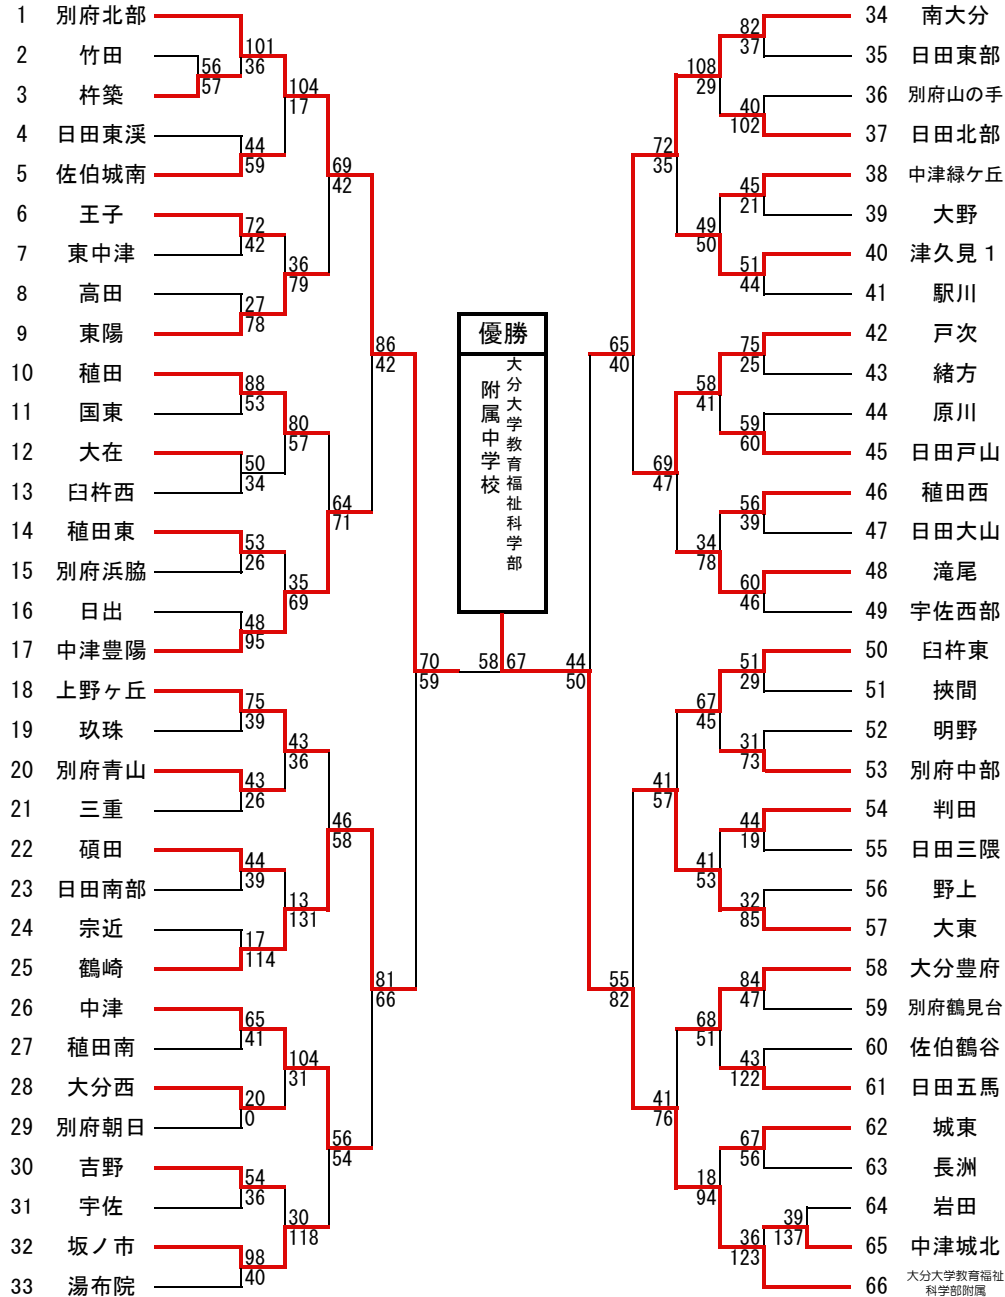 1 別府北部
2 竹田
3 杵築
4 日田東渓
5 佐伯城南
6 王子
7 東中津
8 高田
9 東陽
10 稙田
11 国東
12 大在
13 臼杵西
14 稙田東
15 別府浜脇
16 日出
17 中津豊陽
18 上野ヶ丘
19 玖珠
20 別府青山
21 三重
22 碩田
23 日田南部
24 宗近
25 鶴崎
26 中津
27 稙田南
28 大分西
29 別府朝日
30 吉野
31 宇佐
32 坂ノ市
33 湯布院
56
57
101
36
44
59
72
42
27
78
88
53
50
34
53
26
48
95
75
39
43
26
44
39
17
114
65
41
20
0
54
36
98
40
104
17
36
79
80
57
35
69
43
36
13
131
104
31
30
118
69
42
64
71
46
58
56
54
86
42
81
66
70
59
優勝
大分大学教育福祉科学部
附属中学校
58 67
44
50
65
40
55
82
72
35
69
47
41
57
41
76
108
29
49
50
58
41
34
78
67
45
41
53
68
51
18
94
82
37
40
102
45
21
51
44
75
25
59
60
56
39
60
46
51
29
31
73
44
19
32
85
84
47
43
122
67
56
36
123
39
137
34 南大分
35 日田東部
36 別府山の手
37 日田北部
38 中津緑ケ丘
39 大野
40 津久見1
41 駅川
42 戸次
43 緒方
44 原川
45 日田戸山
46 稙田西
47 日田大山
48 滝尾
49 宇佐西部
50 臼杵東
51 挾間
52 明野
53 別府中部
54 判田
55 日田三隈
56 野上
57 大東
58 大分豊府
59 別府鶴見台
60 佐伯鶴谷
61 日田五馬
62 城東
63 長洲
64 岩田
65 中津城北
66 大分大学教育福祉
科学部附属